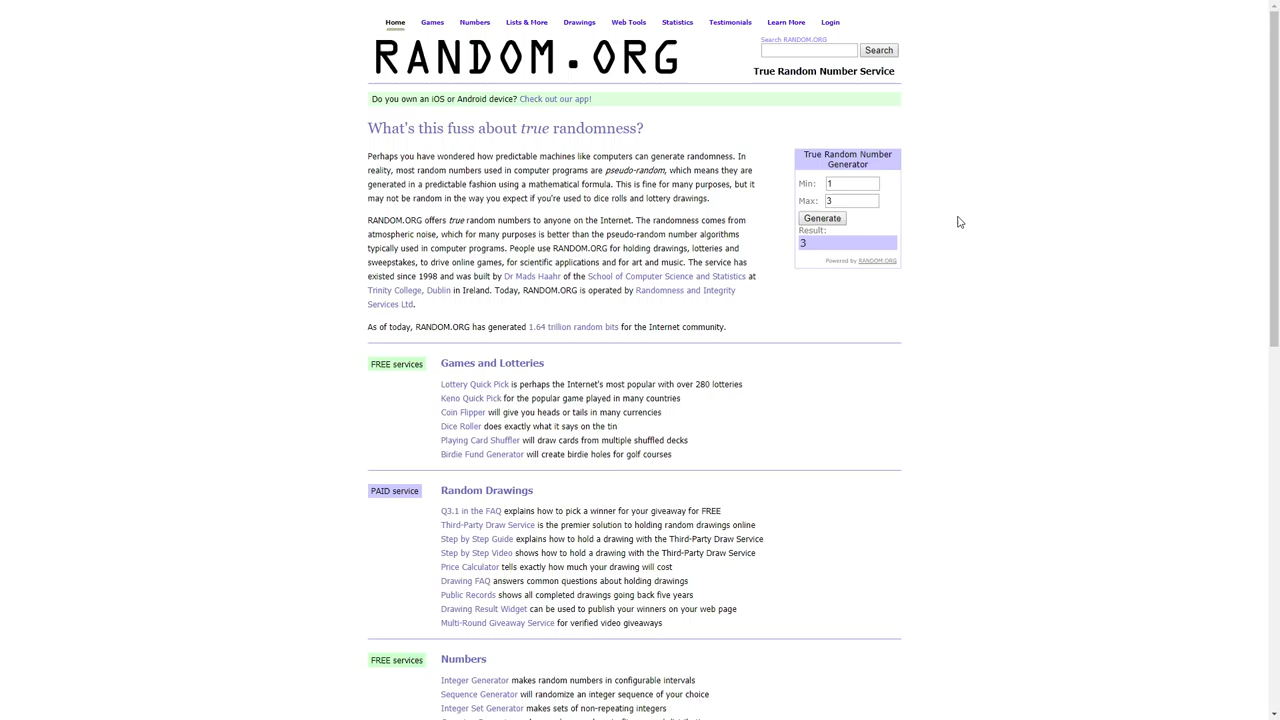 Home Games Numbers Lists & More Drawings Web Tools Statistics Testimonials Learn More Login
RANDOM.ORG
Search RANDOM.ORG
Search
True Random Number Service
Do you own an iOS or Android device? Check out our app!
What's this fuss about true randomness?
Perhaps you have wondered how predictable machines like computers can generate randomness. In
reality, most random numbers used in computer programs are pseudo-random, which means they are
generated in a predictable fashion using a mathematical formula. This is fine for many purposes, but it
may not be random in the way you expect if you're used to dice rolls and lottery drawings.
RANDOM.ORG offers true random numbers to anyone on the Internet. The randomness comes from
atmospheric noise, which for many purposes is better than the pseudo-random number algorithms
typically used in computer programs. People use RANDOM.ORG for holding drawings, lotteries and
sweepstakes, to drive online games, for scientific applications and for art and music. The service has
existed since 1998 and was built by Dr Mads Haahr of the School of Computer Science and Statistics at
Trinity College, Dublin in Ireland. Today, RANDOM.ORG is operated by Randomness and Integrity
Services Ltd.
As of today, RANDOM.ORG has generated 1.64 trillion random bits for the Internet community.
True Random Number
Generator
Min: 1
Max: 3
Generate
Result:
3
Powered by RANDOM.ORG
FREE services
Games and Lotteries
Lottery Quick Pick is perhaps the Internet's most popular with over 280 lotteries
Keno Quick Pick for the popular game played in many countries
Coin Flipper will give you heads or tails in many currencies
Dice Roller does exactly what it says on the tin
Playing Card Shuffler will draw cards from multiple shuffled decks
Birdie Fund Generator will create birdie holes for golf courses
PAID service
Random Drawings
Q3.1 in the FAQ explains how to pick a winner for your giveaway for FREE
Third-Party Draw Service is the premier solution to holding random drawings online
Step by Step Guide explains how to hold a drawing with the Third-Party Draw Service
Step by Step Video shows how to hold a drawing with the Third-Party Draw Service
Price Calculator tells exactly how much your drawing will cost
Drawing FAQ answers common questions about holding drawings
Public Records shows all completed drawings going back five years
Drawing Result Widget can be used to publish your winners on your web page
Multi-Round Giveaway Service for verified video giveaways
FREE services
Numbers
Integer Generator makes random numbers in configurable intervals
Sequence Generator will randomize an integer sequence of your choice
Integer Set Generator makes sets of non-repeating integers